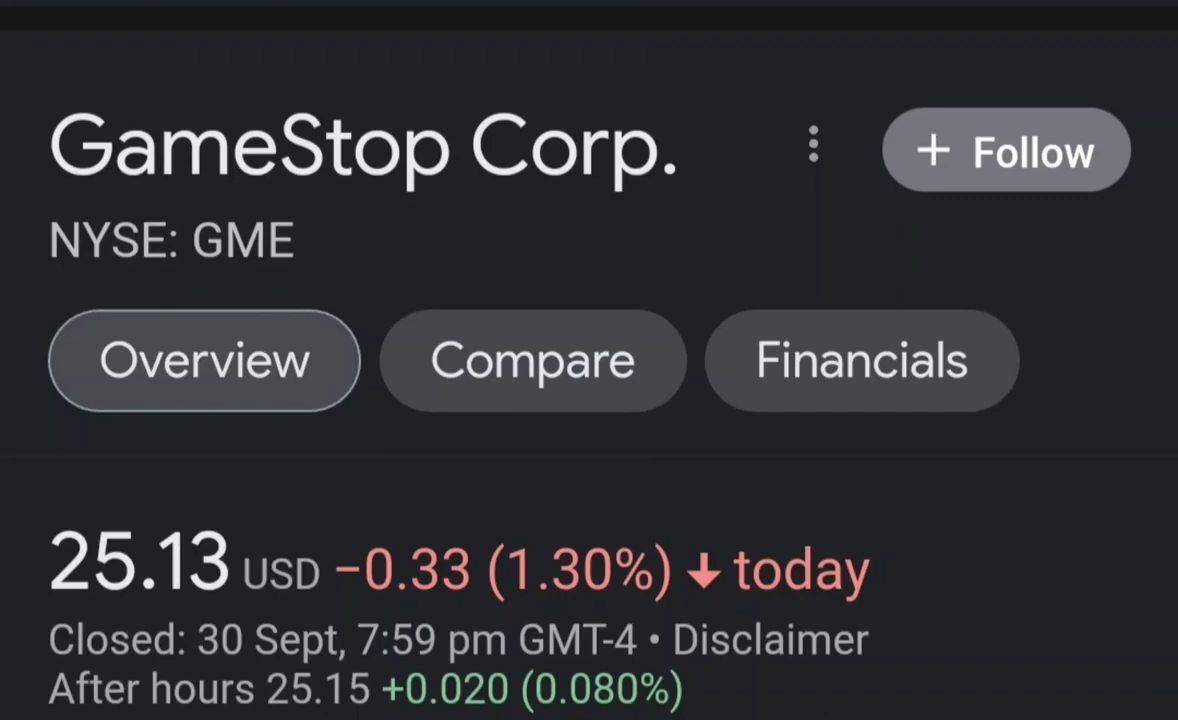 GameStop Corp.
+ Follow
NYSE: GME
Overview Compare Financials
25.13 USD −0.33 (1.30%) ↓ today
Closed: 30 Sept, 7:59 pm GMT-4 • Disclaimer
After hours 25.15 +0.020 (0.080%)